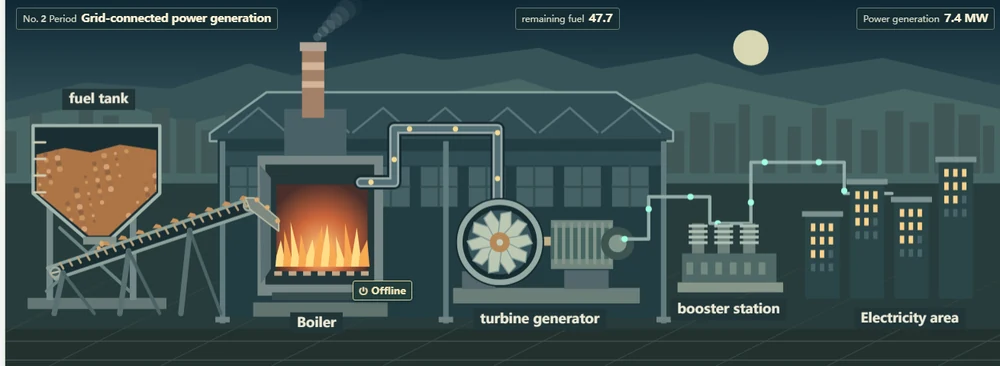 No. 2 Period Grid-connected power generation
remaining fuel 47.7
Power generation 7.4 MW
fuel tank
Offline
Boiler
turbine generator
booster station
Electricity area